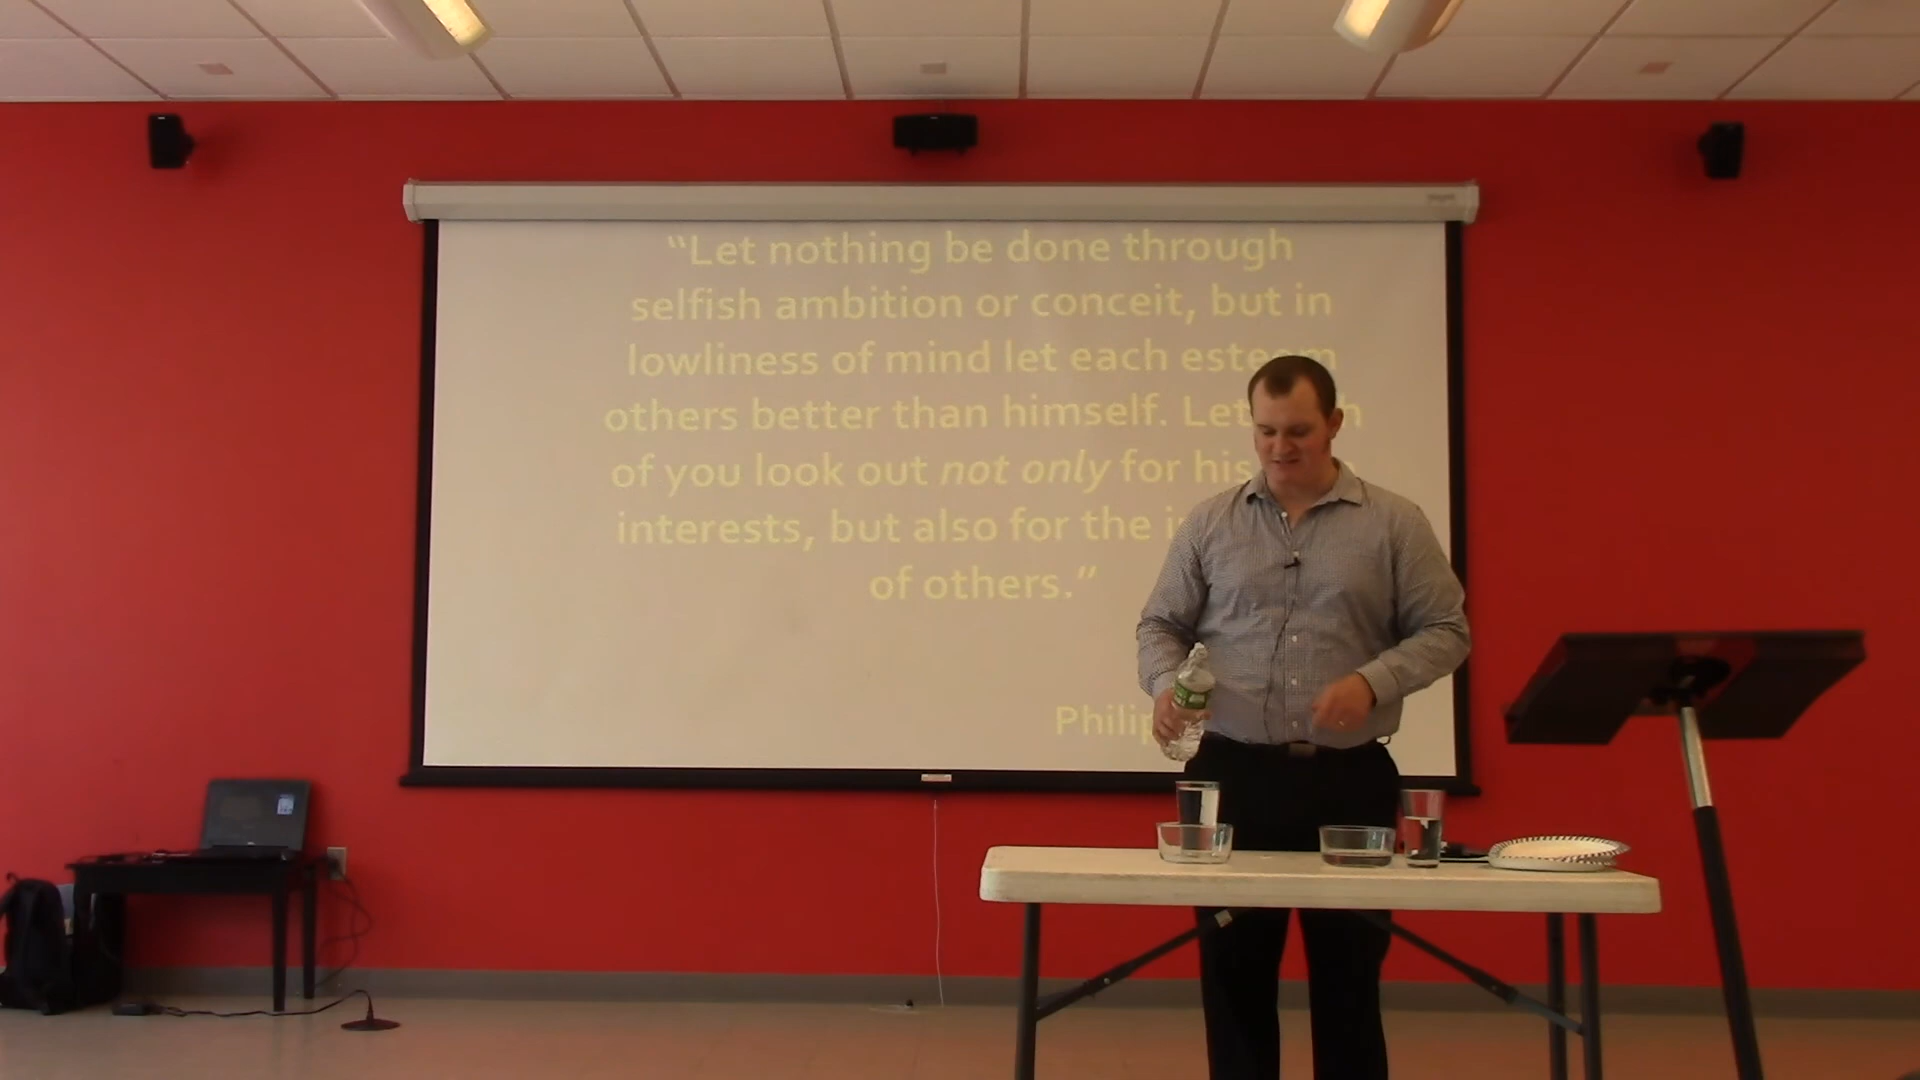 “Let nothing be done through
selfish ambition or conceit, but in
lowliness of mind let each esteem
others better than himself. Let
of you look out not only for his
interests, but also for the
of others.”